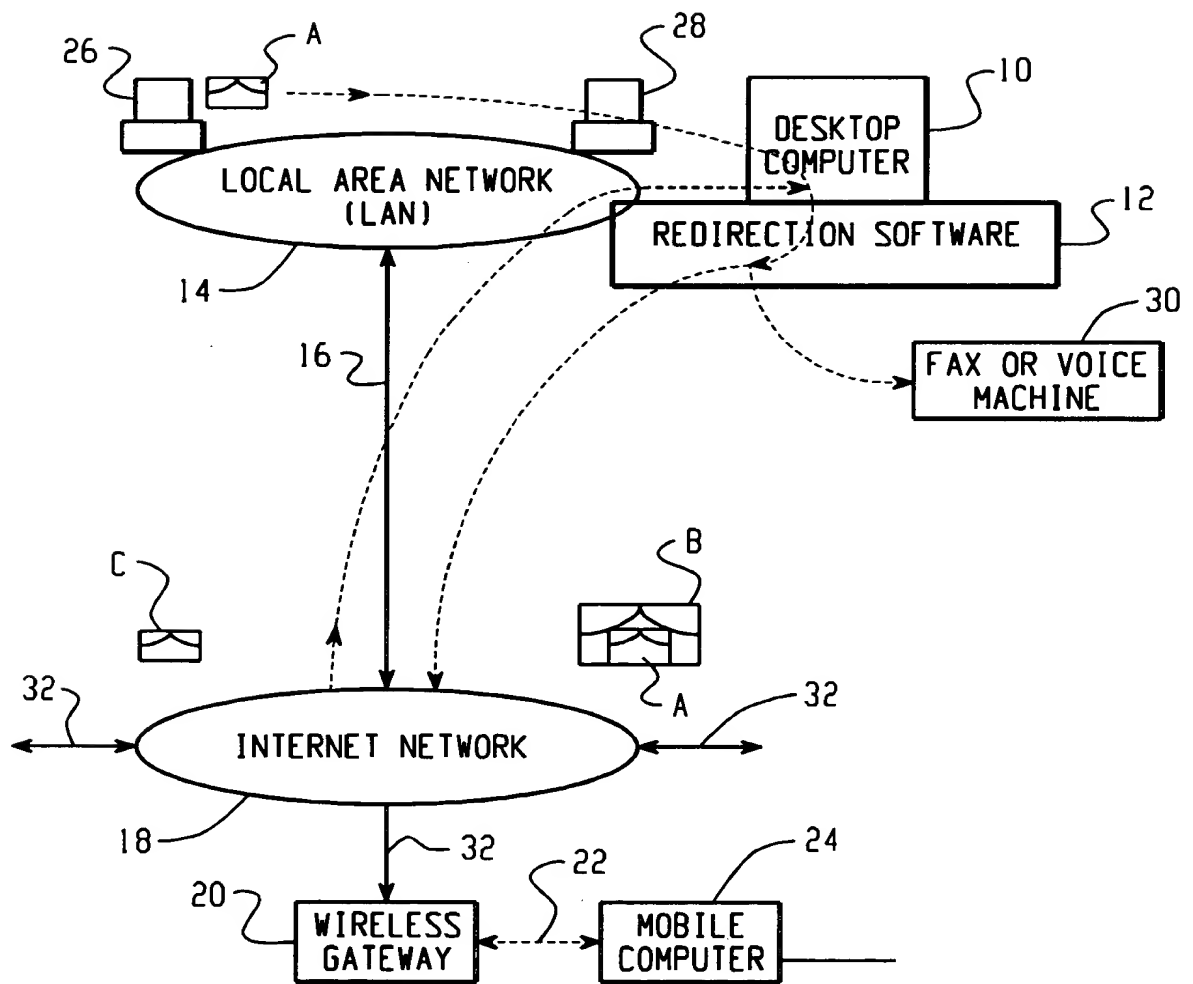 26
A
28
10
DESKTOP
COMPUTER
LOCAL AREA NETWORK
(LAN)
12
REDIRECTION SOFTWARE
14
30
16
FAX OR VOICE
MACHINE
C
B
A
32
32
INTERNET NETWORK
18
32
24
22
20
WIRELESS
GATEWAY
MOBILE
COMPUTER